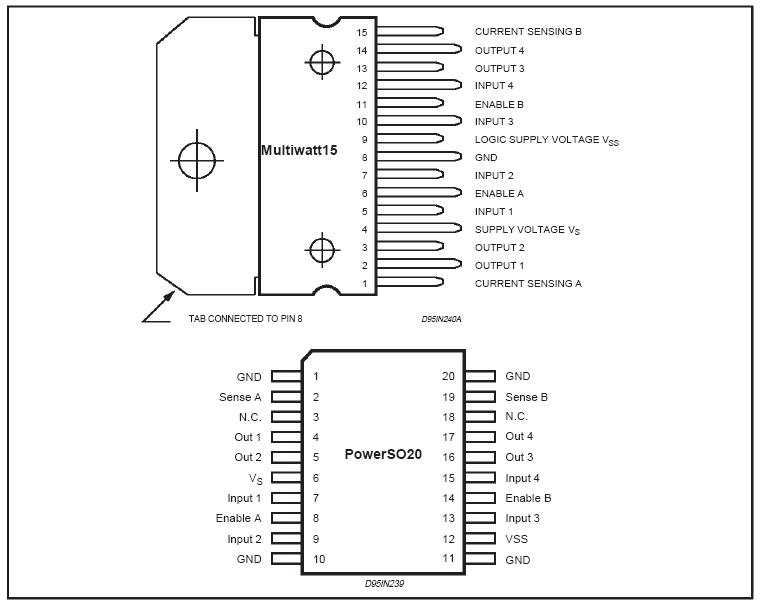 15 CURRENT SENSING B
14 OUTPUT 4
13 OUTPUT 3
12 INPUT 4
11 ENABLE B
10 INPUT 3
9 LOGIC SUPPLY VOLTAGE VSS
8 GND
7 INPUT 2
6 ENABLE A
5 INPUT 1
4 SUPPLY VOLTAGE VS
3 OUTPUT 2
2 OUTPUT 1
1 CURRENT SENSING A
Multiwatt15
TAB CONNECTED TO PIN 8
D95IN240A
GND 1 20 GND
Sense A 2 19 Sense B
N.C. 3 18 N.C.
Out 1 4 17 Out 4
Out 2 5 16 Out 3
VS 6 15 Input 4
Input 1 7 14 Enable B
Enable A 8 13 Input 3
Input 2 9 12 VSS
GND 10 11 GND
PowerSO20
D95IN239